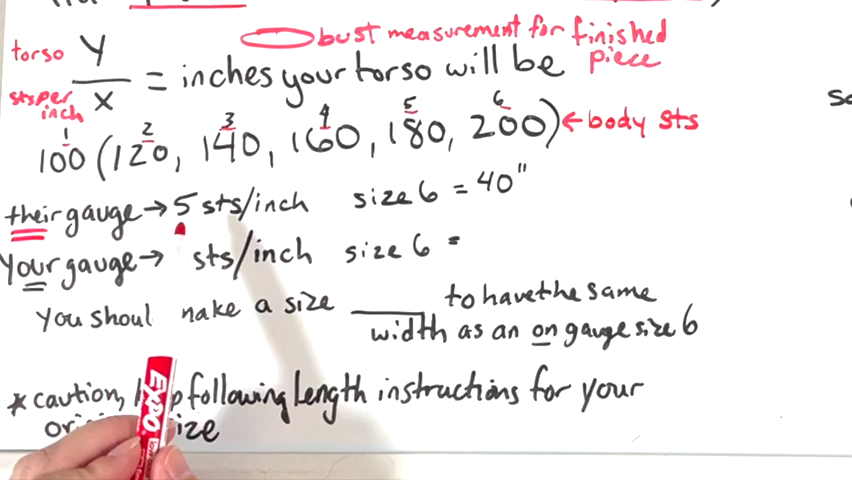 bust measurement for finished piece
torso Y
sts per inch X
= inches your torso will be
1 2 3 4 5 6
100 (120, 140, 160, 180, 200) ← body sts
their gauge → 5 sts/inch size 6 = 40"
Your gauge → sts/inch size 6 =
You shoul make a size ____ to have the same
width as an on gauge size 6
* caution, following Length instructions for your
size
EXPO